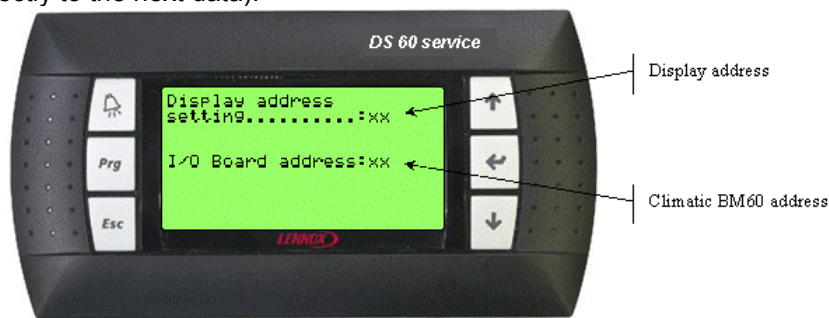 ctly to the next data).
DS 60 service
Display address
setting..........:xx
I/O Board address:xx
Prg
Esc
LENNOX
Display address
Climatic BM60 address